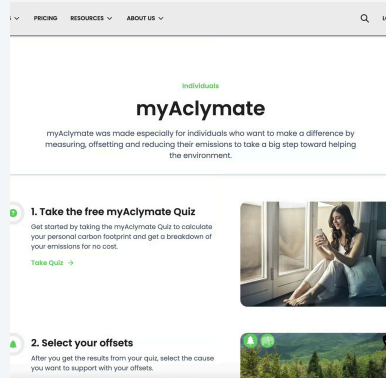 PRICING RESOURCES ABOUT US
Individuals
myAclymate
myAclymate was made especially for individuals who want to make a difference by
measuring, offsetting and reducing their emissions to take a big step toward helping
the environment.
1. Take the free myAclymate Quiz
Get started by taking the myAclymate Quiz to calculate
your personal carbon footprint and get a breakdown of
your emissions for no cost.
Take Quiz →
2. Select your offsets
After you get the results from your quiz, select the cause
you want to support with your offsets.